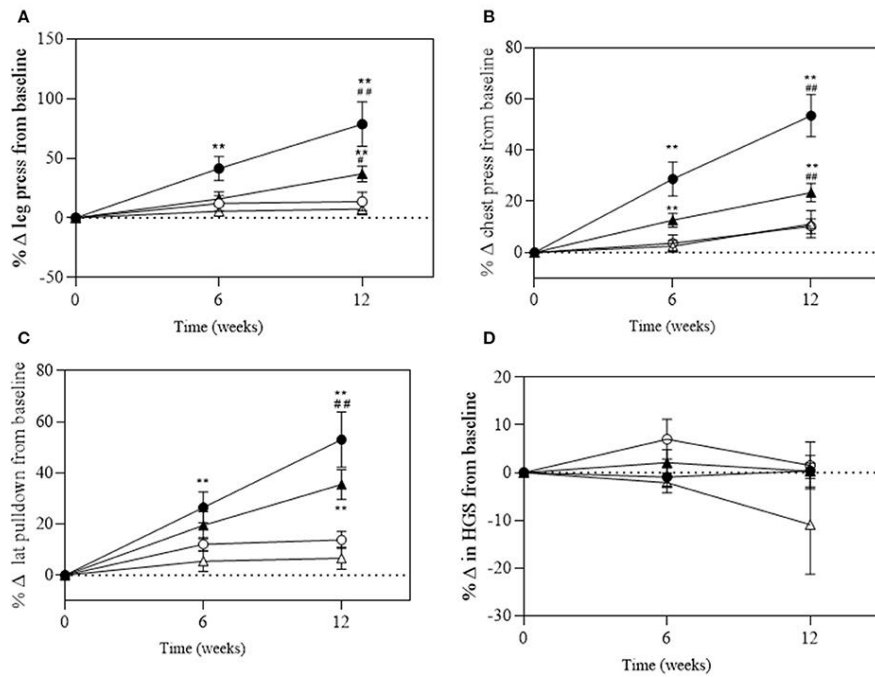 A
% Δ leg press from baseline
150
100
50
0
-50
**
**
##
**
#
0 6 12
Time (weeks)
B
% Δ chest press from baseline
80
60
40
20
0
**
**
**
##
**
##
0 6 12
Time (weeks)
C
% Δ lat pulldown from baseline
80
60
40
20
0
**
**
##
**
0 6 12
Time (weeks)
D
% Δ in HGS from baseline
20
10
0
-10
-20
-30
0 6 12
Time (weeks)